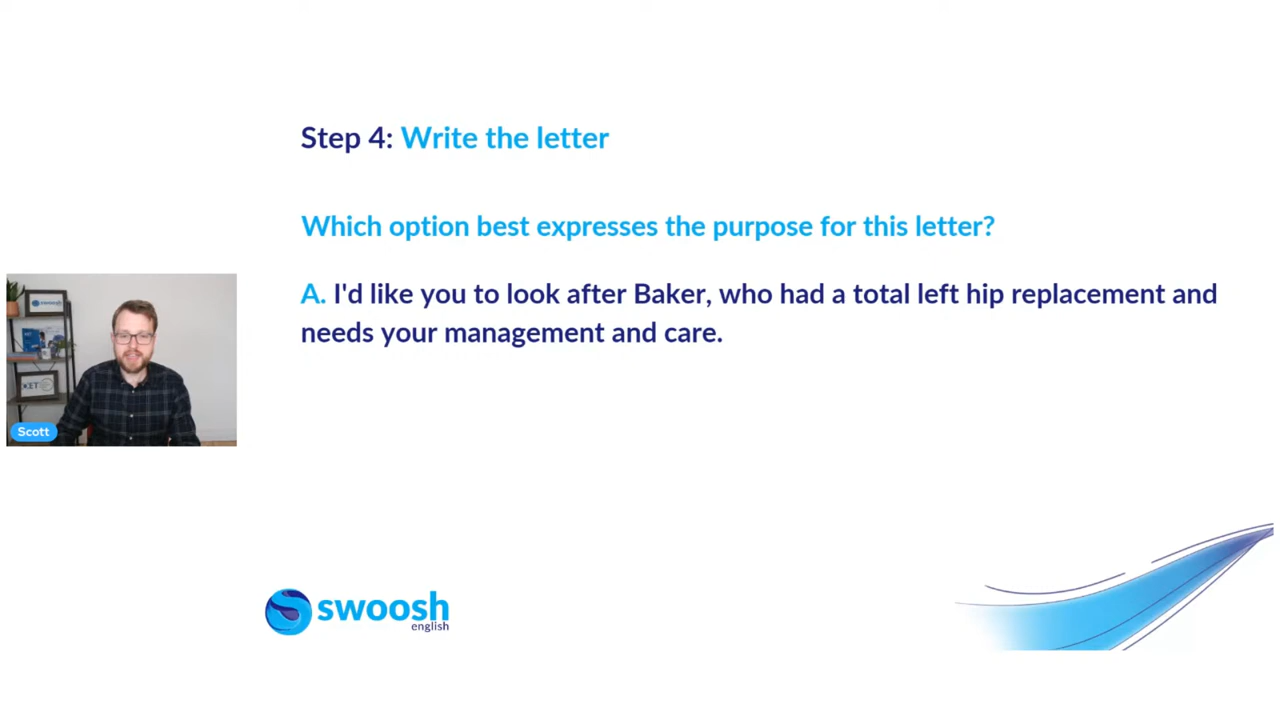 Step 4: Write the letter
Which option best expresses the purpose for this letter?
A. I'd like you to look after Baker, who had a total left hip replacement and
needs your management and care.
Scott
swoosh
english